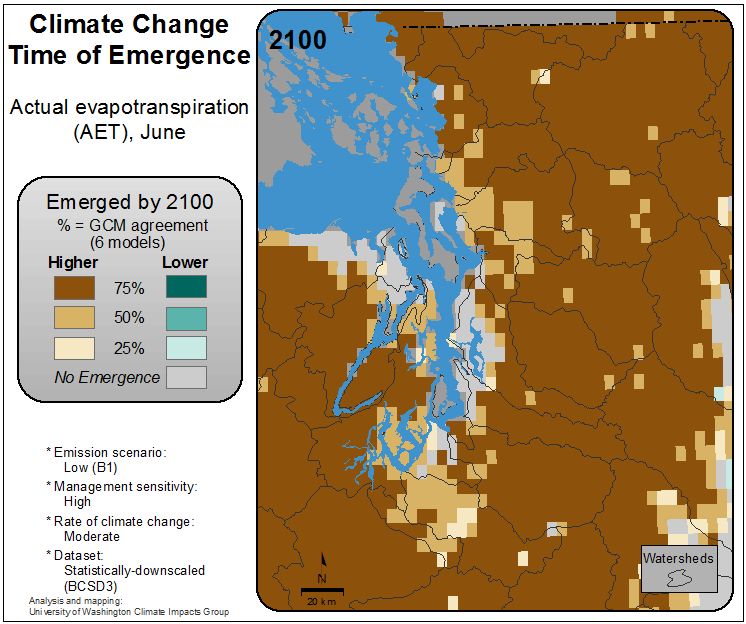 Climate Change
Time of Emergence
Actual evapotranspiration
(AET), June
Emerged by 2100
% = GCM agreement
(6 models)
Higher Lower
75%
50%
25%
No Emergence
* Emission scenario:
Low (B1)
* Management sensitivity:
High
* Rate of climate change:
Moderate
* Dataset:
Statistically-downscaled
(BCSD3)
Analysis and mapping:
University of Washington Climate Impacts Group
2100
N
20 km
Watersheds